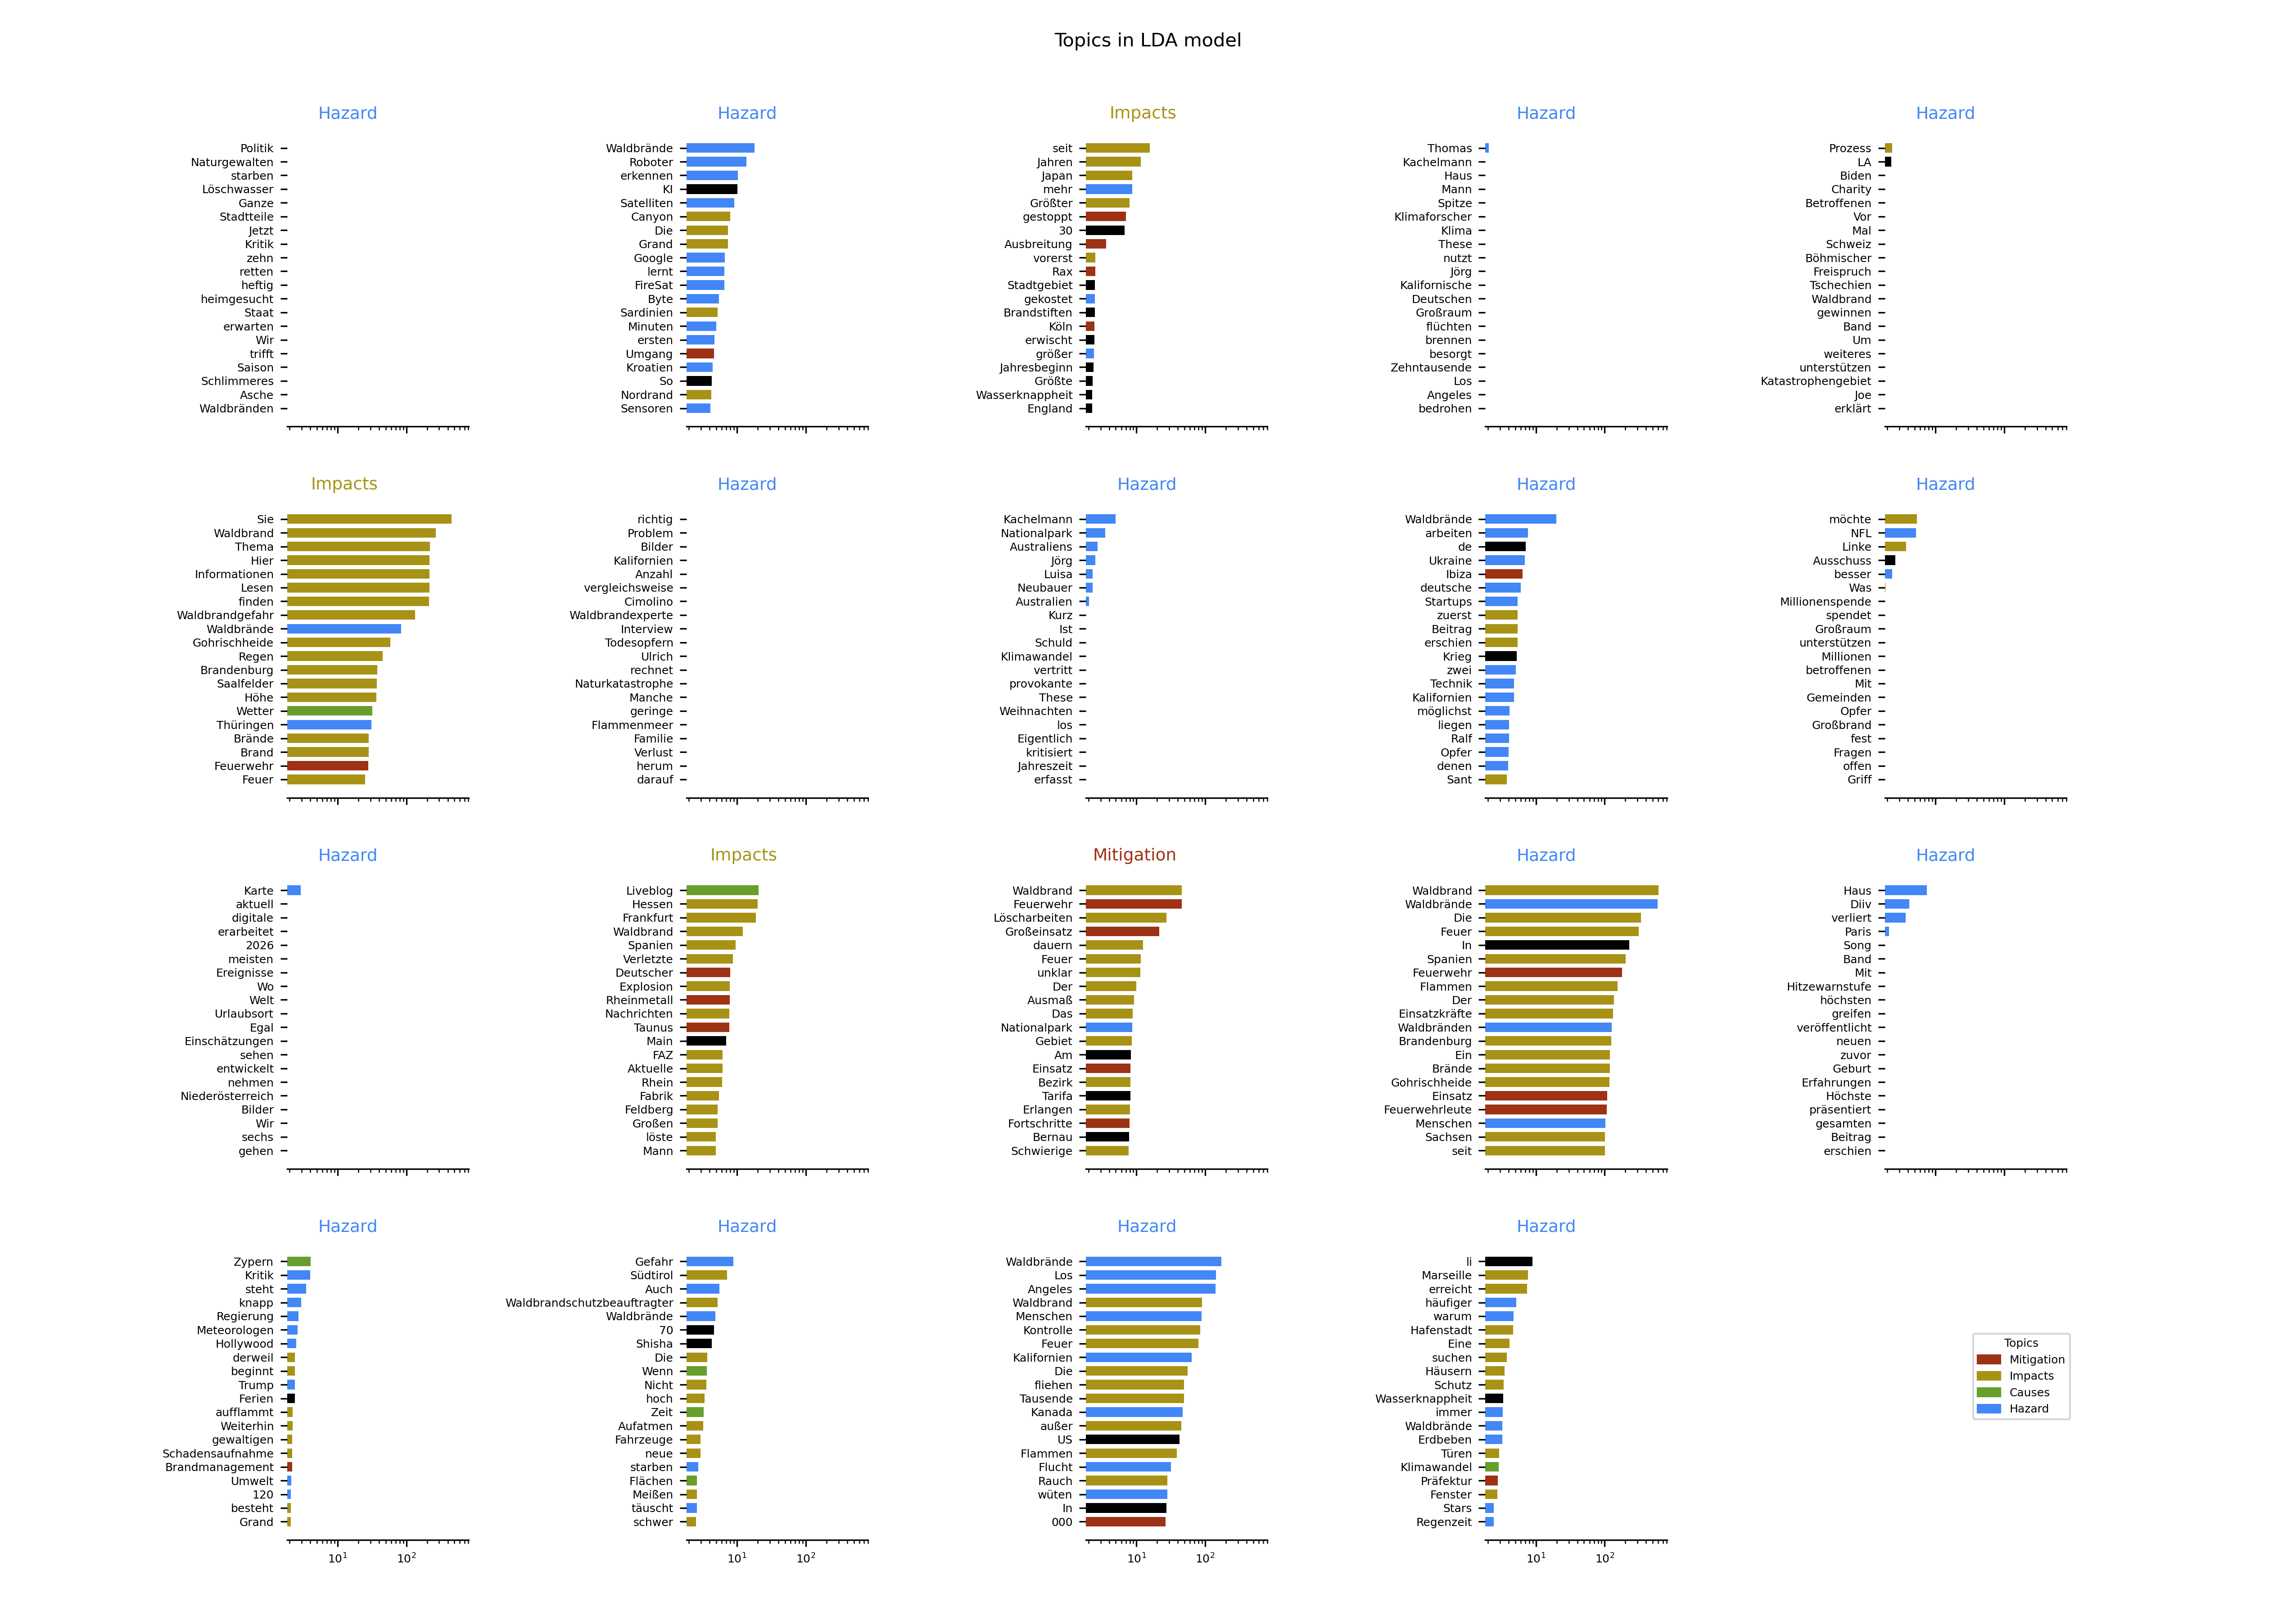 Topics in LDA model
Hazard
Politik
Naturgewalten
starben
Löschwasser
Ganze
Stadtteile
Jetzt
Kritik
zehn
retten
heftig
heimgesucht
Staat
erwarten
Wir
trifft
Saison
Schlimmeres
Asche
Waldbränden
Hazard
Waldbrände
Roboter
erkennen
KI
Satelliten
Canyon
Die
Grand
Google
lernt
FireSat
Byte
Sardinien
Minuten
ersten
Umgang
Kroatien
So
Nordrand
Sensoren
Impacts
seit
Jahren
Japan
mehr
Größter
gestoppt
30
Ausbreitung
vorerst
Rax
Stadtgebiet
gekostet
Brandstiften
Köln
erwischt
größer
Jahresbeginn
Größte
Wasserknappheit
England
Hazard
Thomas
Kachelmann
Haus
Mann
Spitze
Klimaforscher
Klima
These
nutzt
Jörg
Kalifornische
Deutschen
Großraum
flüchten
brennen
besorgt
Zehntausende
Los
Angeles
bedrohen
Hazard
Prozess
LA
Biden
Charity
Betroffenen
Vor
Mal
Schweiz
Böhmischer
Freispruch
Tschechien
Waldbrand
gewinnen
Band
Um
weiteres
unterstützen
Katastrophengebiet
Joe
erklärt
Impacts
Sie
Waldbrand
Thema
Hier
Informationen
Lesen
finden
Waldbrandgefahr
Waldbrände
Gohrischheide
Regen
Brandenburg
Saalfelder
Höhe
Wetter
Thüringen
Brände
Brand
Feuerwehr
Feuer
Hazard
richtig
Problem
Bilder
Kalifornien
Anzahl
vergleichsweise
Cimolino
Waldbrandexperte
Interview
Todesopfern
Ulrich
rechnet
Naturkatastrophe
Manche
geringe
Flammenmeer
Familie
Verlust
herum
darauf
Hazard
Kachelmann
Nationalpark
Australiens
Jörg
Luisa
Neubauer
Australien
Kurz
Ist
Schuld
Klimawandel
vertritt
provokante
These
Weihnachten
los
Eigentlich
kritisiert
Jahreszeit
erfasst
Hazard
Waldbrände
arbeiten
de
Ukraine
Ibiza
deutsche
Startups
zuerst
Beitrag
erschien
Krieg
zwei
Technik
Kalifornien
möglichst
liegen
Ralf
Opfer
denen
Sant
Hazard
möchte
NFL
Linke
Ausschuss
besser
Was
Millionenspende
spendet
Großraum
unterstützen
Millionen
betroffenen
Mit
Gemeinden
Opfer
Großbrand
fest
Fragen
offen
Griff
Hazard
Karte
aktuell
digitale
erarbeitet
2026
meisten
Ereignisse
Wo
Welt
Urlaubsort
Egal
Einschätzungen
sehen
entwickelt
nehmen
Niederösterreich
Bilder
Wir
sechs
gehen
Impacts
Liveblog
Hessen
Frankfurt
Waldbrand
Spanien
Verletzte
Deutscher
Explosion
Rheinmetall
Nachrichten
Taunus
Main
FAZ
Aktuelle
Rhein
Fabrik
Feldberg
Großen
löste
Mann
Mitigation
Waldbrand
Feuerwehr
Löscharbeiten
Großeinsatz
dauern
Feuer
unklar
Der
Ausmaß
Das
Nationalpark
Gebiet
Am
Einsatz
Bezirk
Tarifa
Erlangen
Fortschritte
Bernau
Schwierige
Hazard
Waldbrand
Waldbrände
Die
Feuer
In
Spanien
Feuerwehr
Flammen
Der
Einsatzkräfte
Waldbränden
Brandenburg
Ein
Brände
Gohrischheide
Einsatz
Feuerwehrleute
Menschen
Sachsen
seit
Hazard
Haus
Diiv
verliert
Paris
Song
Band
Mit
Hitzewarnstufe
höchsten
greifen
veröffentlicht
neuen
zuvor
Geburt
Erfahrungen
Höchste
präsentiert
gesamten
Beitrag
erschien
Hazard
Zypern
Kritik
steht
knapp
Regierung
Meteorologen
Hollywood
derweil
beginnt
Trump
Ferien
aufflammt
Weiterhin
gewaltigen
Schadensaufnahme
Brandmanagement
Umwelt
120
besteht
Grand
10¹ 10²
Hazard
Gefahr
Südtirol
Auch
Waldbrandschutzbeauftragter
Waldbrände
70
Shisha
Die
Wenn
Nicht
hoch
Zeit
Aufatmen
Fahrzeuge
neue
starben
Flächen
Meißen
täuscht
schwer
10¹ 10²
Hazard
Waldbrände
Los
Angeles
Waldbrand
Menschen
Kontrolle
Feuer
Kalifornien
Die
fliehen
Tausende
Kanada
außer
US
Flammen
Flucht
Rauch
wüten
In
000
10¹ 10²
Hazard
li
Marseille
erreicht
häufiger
warum
Hafenstadt
Eine
suchen
Häusern
Schutz
Wasserknappheit
immer
Waldbrände
Erdbeben
Türen
Klimawandel
Präfektur
Fenster
Stars
Regenzeit
10¹ 10²
Topics
Mitigation
Impacts
Causes
Hazard